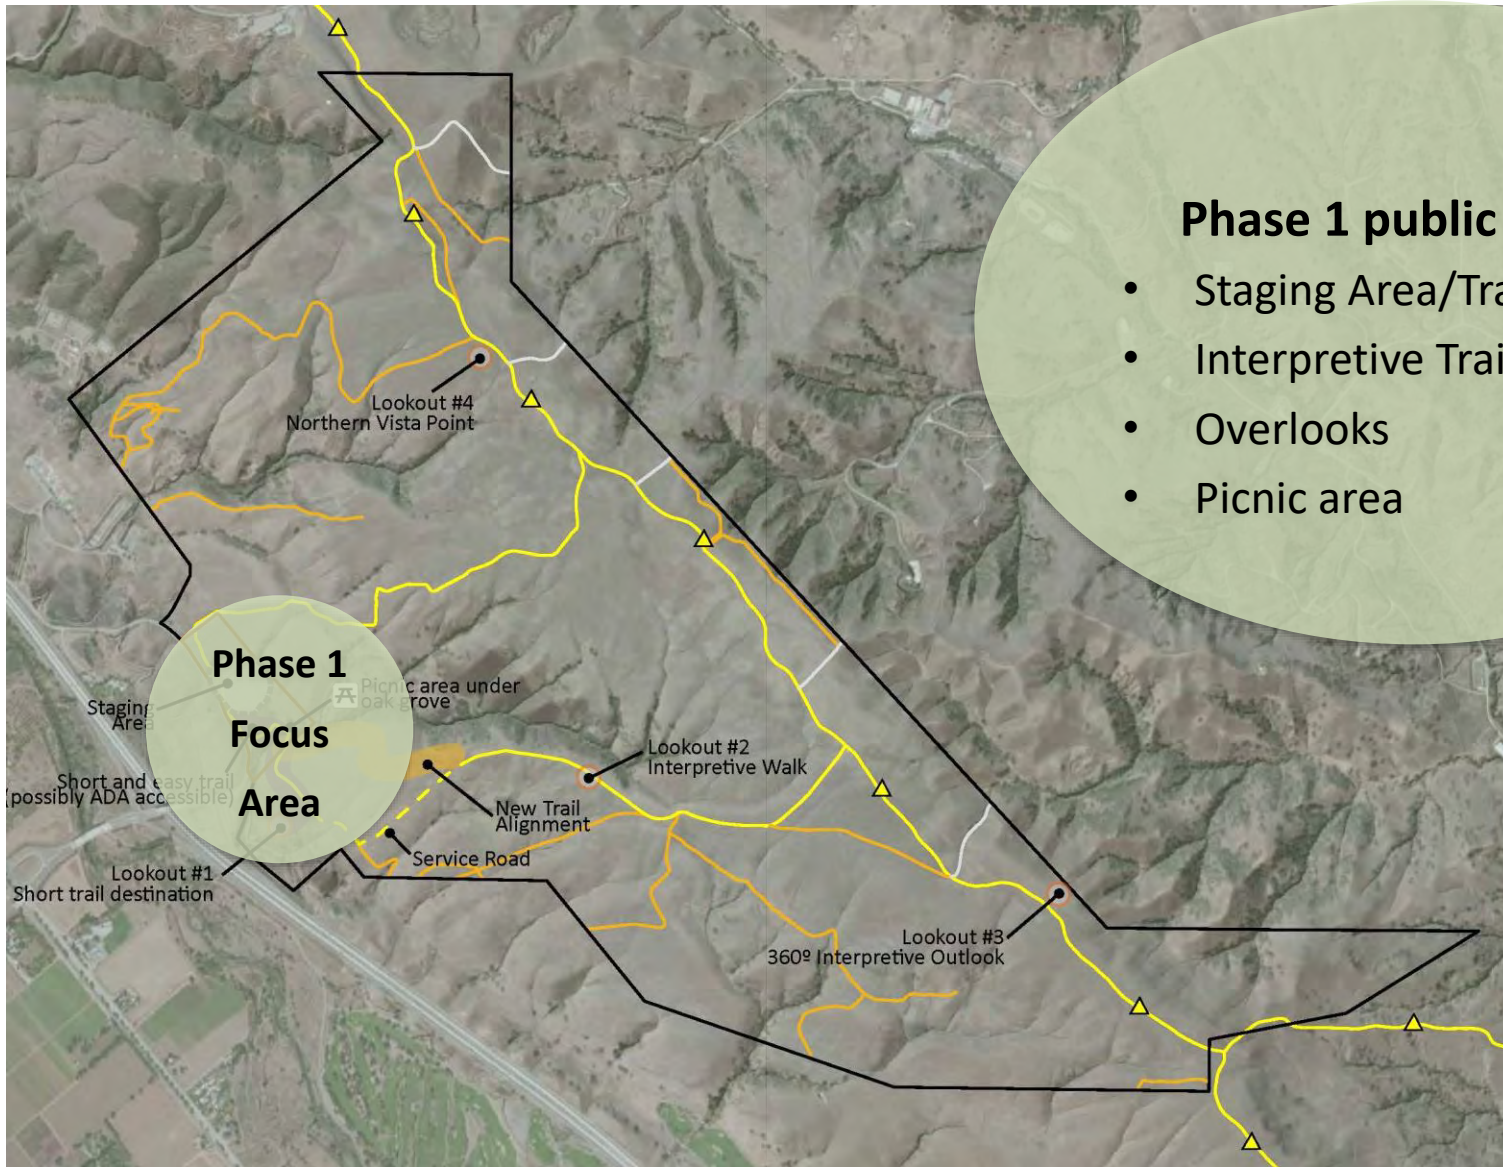 Phase 1 public
• Staging Area/Tra
• Interpretive Trai
• Overlooks
• Picnic area
Lookout #4
Northern Vista Point
Phase 1
Focus
Area
Staging
Area
Picnic area under
oak grove
Short and easy trail
(possibly ADA accessible)
Lookout #2
Interpretive Walk
New Trail
Alignment
Service Road
Lookout #1
Short trail destination
Lookout #3
360º Interpretive Outlook